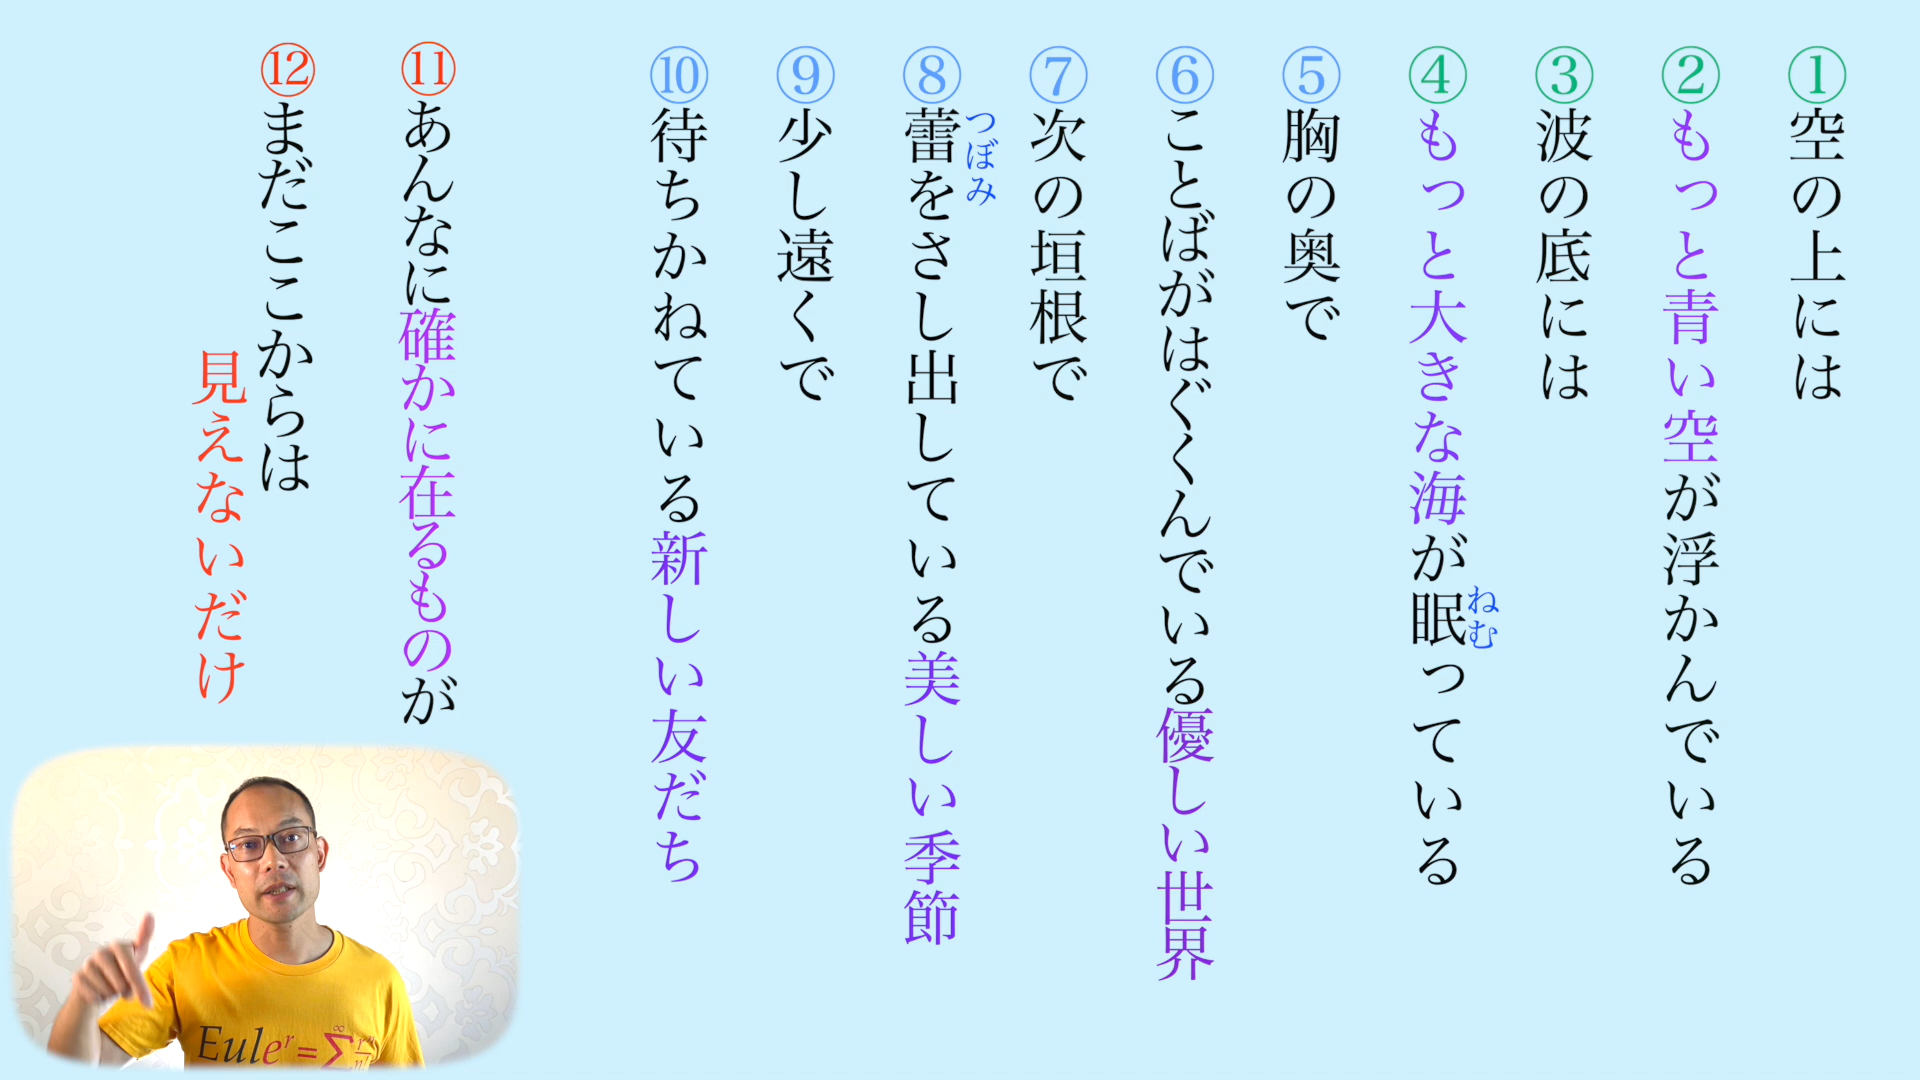 ①空の上には
②もっと青い空が浮かんでいる
③波の底には
④もっと大きな海が眠っている
ねむ
⑤胸の奥で
⑥ことばがはぐくんでいる優しい世界
⑦次の垣根で
⑧蕾をさし出している美しい季節
つぼみ
⑨少し遠くで
⑩待ちかねている新しい友だち
⑪あんなに確かに在るものが
⑫まだここからは
見えないだけ
Eulerʳ=∑